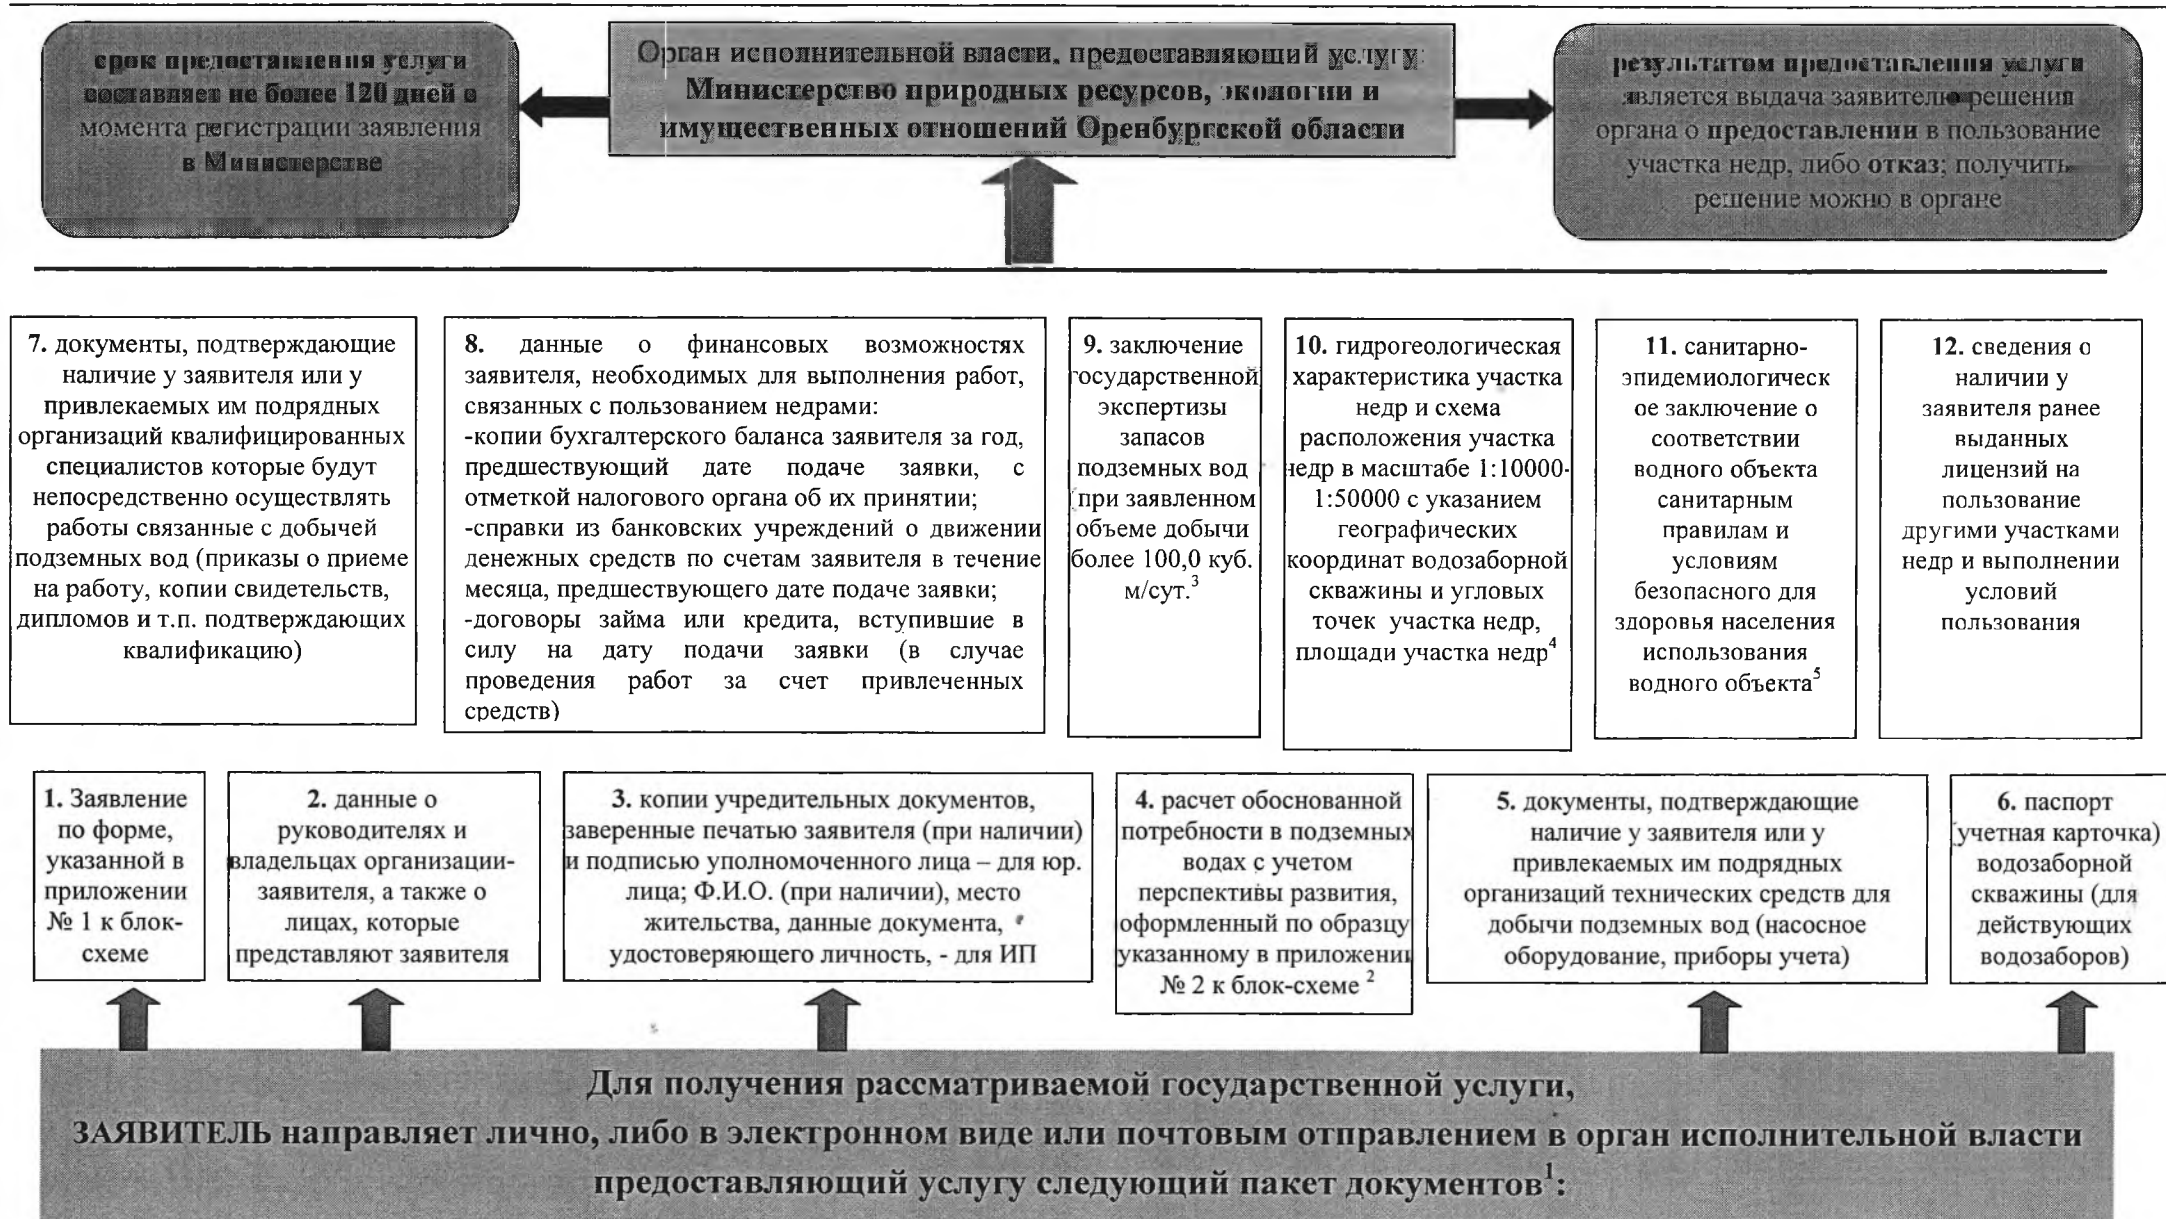 срок предоставления услуги
составляет не более 120 дней с
момента регистрации заявления
в Министерстве
Орган исполнительной власти, предоставляющий услугу:
Министерство природных ресурсов, экологии и
имущественных отношений Оренбургской области
результатом предоставления услуги
является выдача заявителю решения
органа о предоставлении в пользование
участка недр, либо отказ; получить
решение можно в органе
7. документы, подтверждающие
наличие у заявителя или у
привлекаемых им подрядных
организаций квалифицированных
специалистов которые будут
непосредственно осуществлять
работы связанные с добычей
подземных вод (приказы о приеме
на работу, копии свидетельств,
дипломов и т.п. подтверждающих
квалификацию)
8. данные о финансовых возможностях
заявителя, необходимых для выполнения работ,
связанных с пользованием недрами:
-копии бухгалтерского баланса заявителя за год,
предшествующий дате подаче заявки, с
отметкой налогового органа об их принятии;
-справки из банковских учреждений о движении
денежных средств по счетам заявителя в течение
месяца, предшествующего дате подаче заявки;
-договоры займа или кредита, вступившие в
силу на дату подачи заявки (в случае
проведения работ за счет привлеченных
средств)
9. заключение
государственной
экспертизы
запасов
подземных вод
(при заявленном
объеме добычи
более 100,0 куб.
м/сут.3
10. гидрогеологическая
характеристика участка
недр и схема
расположения участка
недр в масштабе 1:10000-
1:50000 с указанием
географических
координат водозаборной
скважины и угловых
точек участка недр,
площади участка недр4
11. санитарно-
эпидемиологическ
ое заключение о
соответствии
водного объекта
санитарным
правилам и
условиям
безопасного для
здоровья населения
использования
водного объекта5
12. сведения о
наличии у
заявителя ранее
выданных
лицензий на
пользование
другими участками
недр и выполнении
условий
пользования
1. Заявление
по форме,
указанной в
приложении
№ 1 к блок-
схеме
2. данные о
руководителях и
владельцах организации-
заявителя, а также о
лицах, которые
представляют заявителя
3. копии учредительных документов,
заверенные печатью заявителя (при наличии)
и подписью уполномоченного лица – для юр.
лица; Ф.И.О. (при наличии), место
жительства, данные документа,
удостоверяющего личность, - для ИП
4. расчет обоснованной
потребности в подземных
водах с учетом
перспективы развития,
оформленный по образцу
указанному в приложении
№ 2 к блок-схеме 2
5. документы, подтверждающие
наличие у заявителя или у
привлекаемых им подрядных
организаций технических средств для
добычи подземных вод (насосное
оборудование, приборы учета)
6. паспорт
(учетная карточка)
водозаборной
скважины (для
действующих
водозаборов)
Для получения рассматриваемой государственной услуги,
ЗАЯВИТЕЛЬ направляет лично, либо в электронном виде или почтовым отправлением в орган исполнительной власти
предоставляющий услугу следующий пакет документов1: